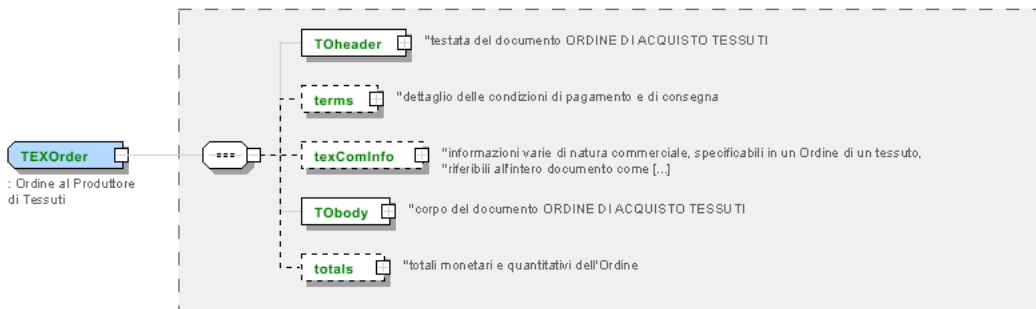 TOheader
"testata del documento ORDINE DI ACQUISTO TESSUTI
terms
"dettaglio delle condizioni di pagamento e di consegna
TEXOrder
: Ordine al Produttore
di Tessuti
texComInfo
"informazioni varie di natura commerciale, specificabili in un Ordine di un tessuto,
"riferibili all'intero documento come [...]
TObody
"corpo del documento ORDINE DI ACQUISTO TESSUTI
totals
"totali monetari e quantitativi dell'Ordine